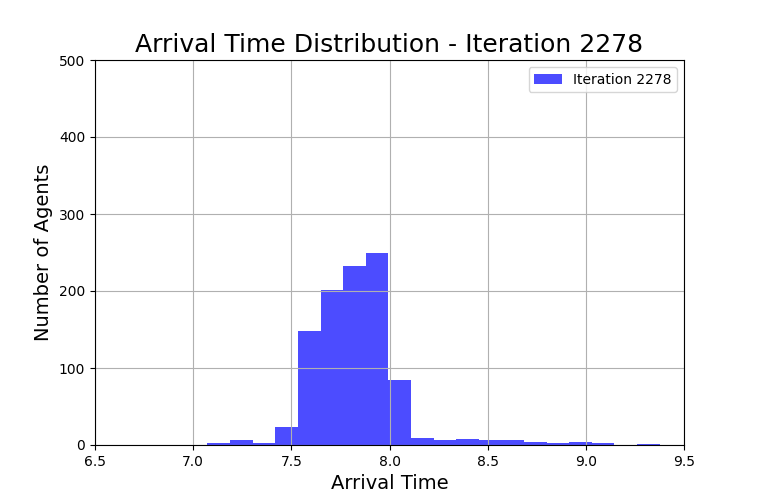 Arrival Time Distribution - Iteration 2278
Iteration 2278
Number of Agents
500
400
300
200
100
0
6.5 7.0 7.5 8.0 8.5 9.0 9.5
Arrival Time